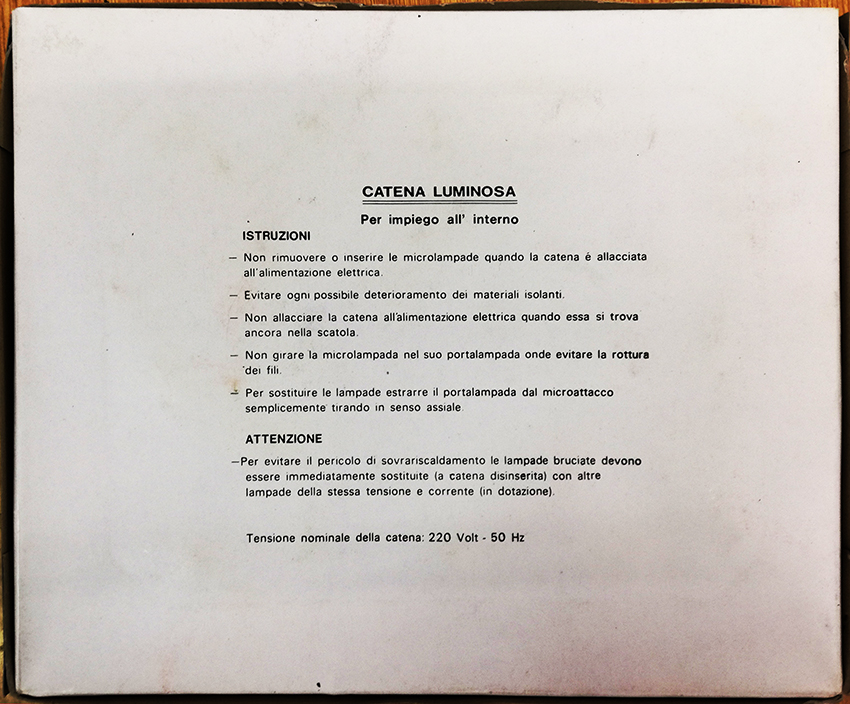 CATENA LUMINOSA
Per impiego all' interno
ISTRUZIONI
— Non rimuovere o inserire le microlampade quando la catena é allacciata
all'alimentazione elettrica.
— Evitare ogni possibile deterioramento dei materiali isolanti.
— Non allacciare la catena all'alimentazione elettrica quando essa si trova
ancora nella scatola.
— Non girare la microlampada nel suo portalampada onde evitare la rottura
dei fili.
— Per sostituire le lampade estrarre il portalampada dal microattacco
semplicemente tirando in senso assiale.
ATTENZIONE
—Per evitare il pericolo di sovrariscaldamento le lampade bruciate devono
essere immediatamente sostituite (a catena disinserita) con altre
lampade della stessa tensione e corrente (in dotazione).
Tensione nominale della catena: 220 Volt - 50 Hz